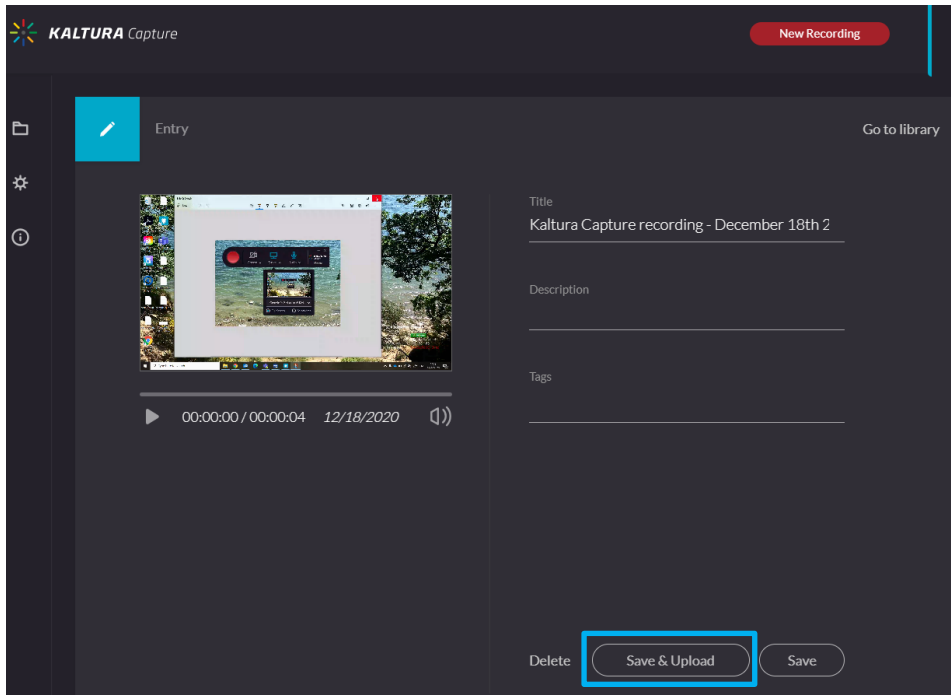 KALTURA Capture
New Recording
Entry
Go to library
Title
Kaltura Capture recording - December 18th 2
Description
Tags
00:00:00 / 00:00:04 12/18/2020
Delete
Save & Upload
Save